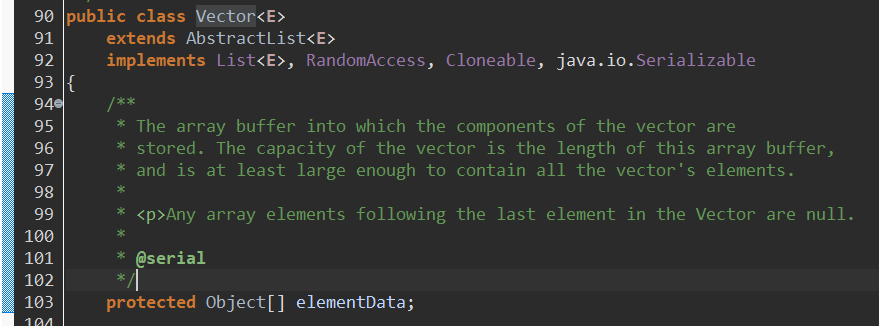 90 public class Vector<E>
91     extends AbstractList<E>
92     implements List<E>, RandomAccess, Cloneable, java.io.Serializable
93 {
94     /**
95      * The array buffer into which the components of the vector are
96      * stored. The capacity of the vector is the length of this array buffer,
97      * and is at least large enough to contain all the vector's elements.
98      *
99      * <p>Any array elements following the last element in the Vector are null.
100      *
101      * @serial
102      */
103     protected Object[] elementData;
104